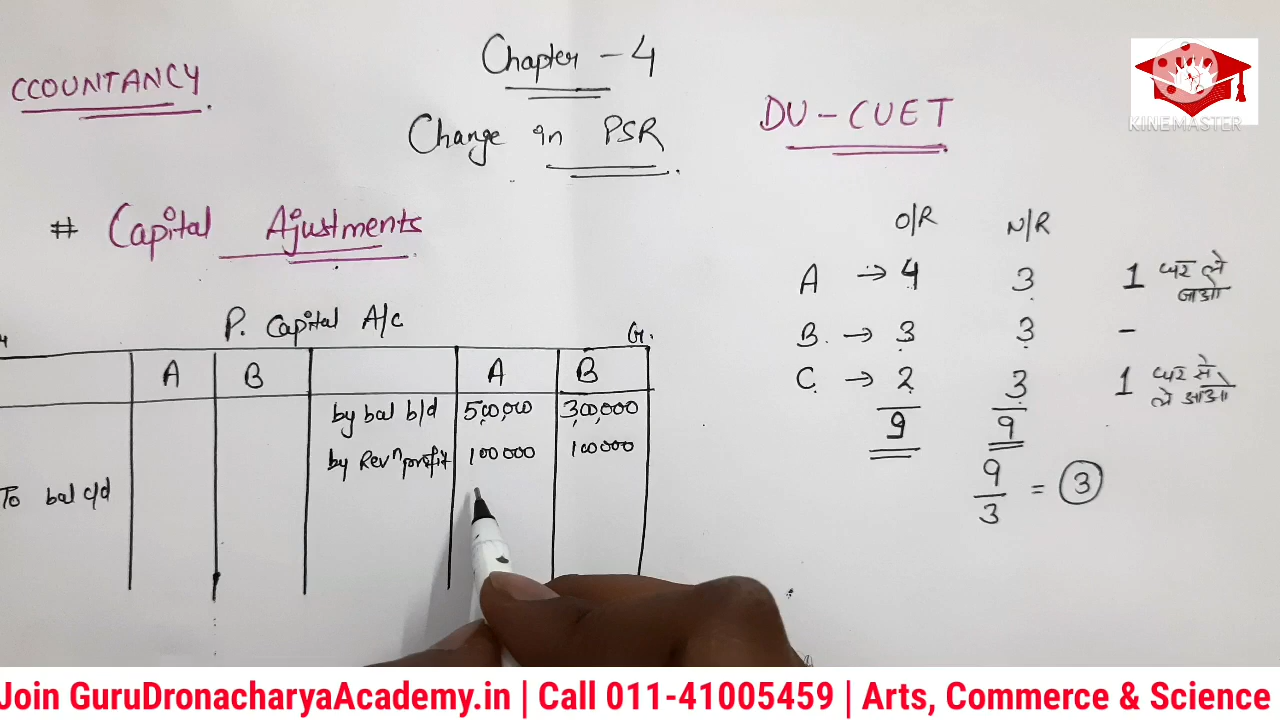 CCOUNTANCY
Chapter - 4
Change in PSR
DU - CUET
KINEMASTER
# Capital Ajustments
P. Capital A/c
Cr.
A B A B
by bal b/d 5,00,000 3,00,000
by Revⁿ profit 100000 100000
To bal c/d
O/R N/R
A → 4 3 1 घर ले
जाओ
B. → 3 3 -
C. → 2 3 1 घर से
ले आओ
9 9
9/3 = 3
Join GuruDronacharyaAcademy.in | Call 011-41005459 | Arts, Commerce & Science